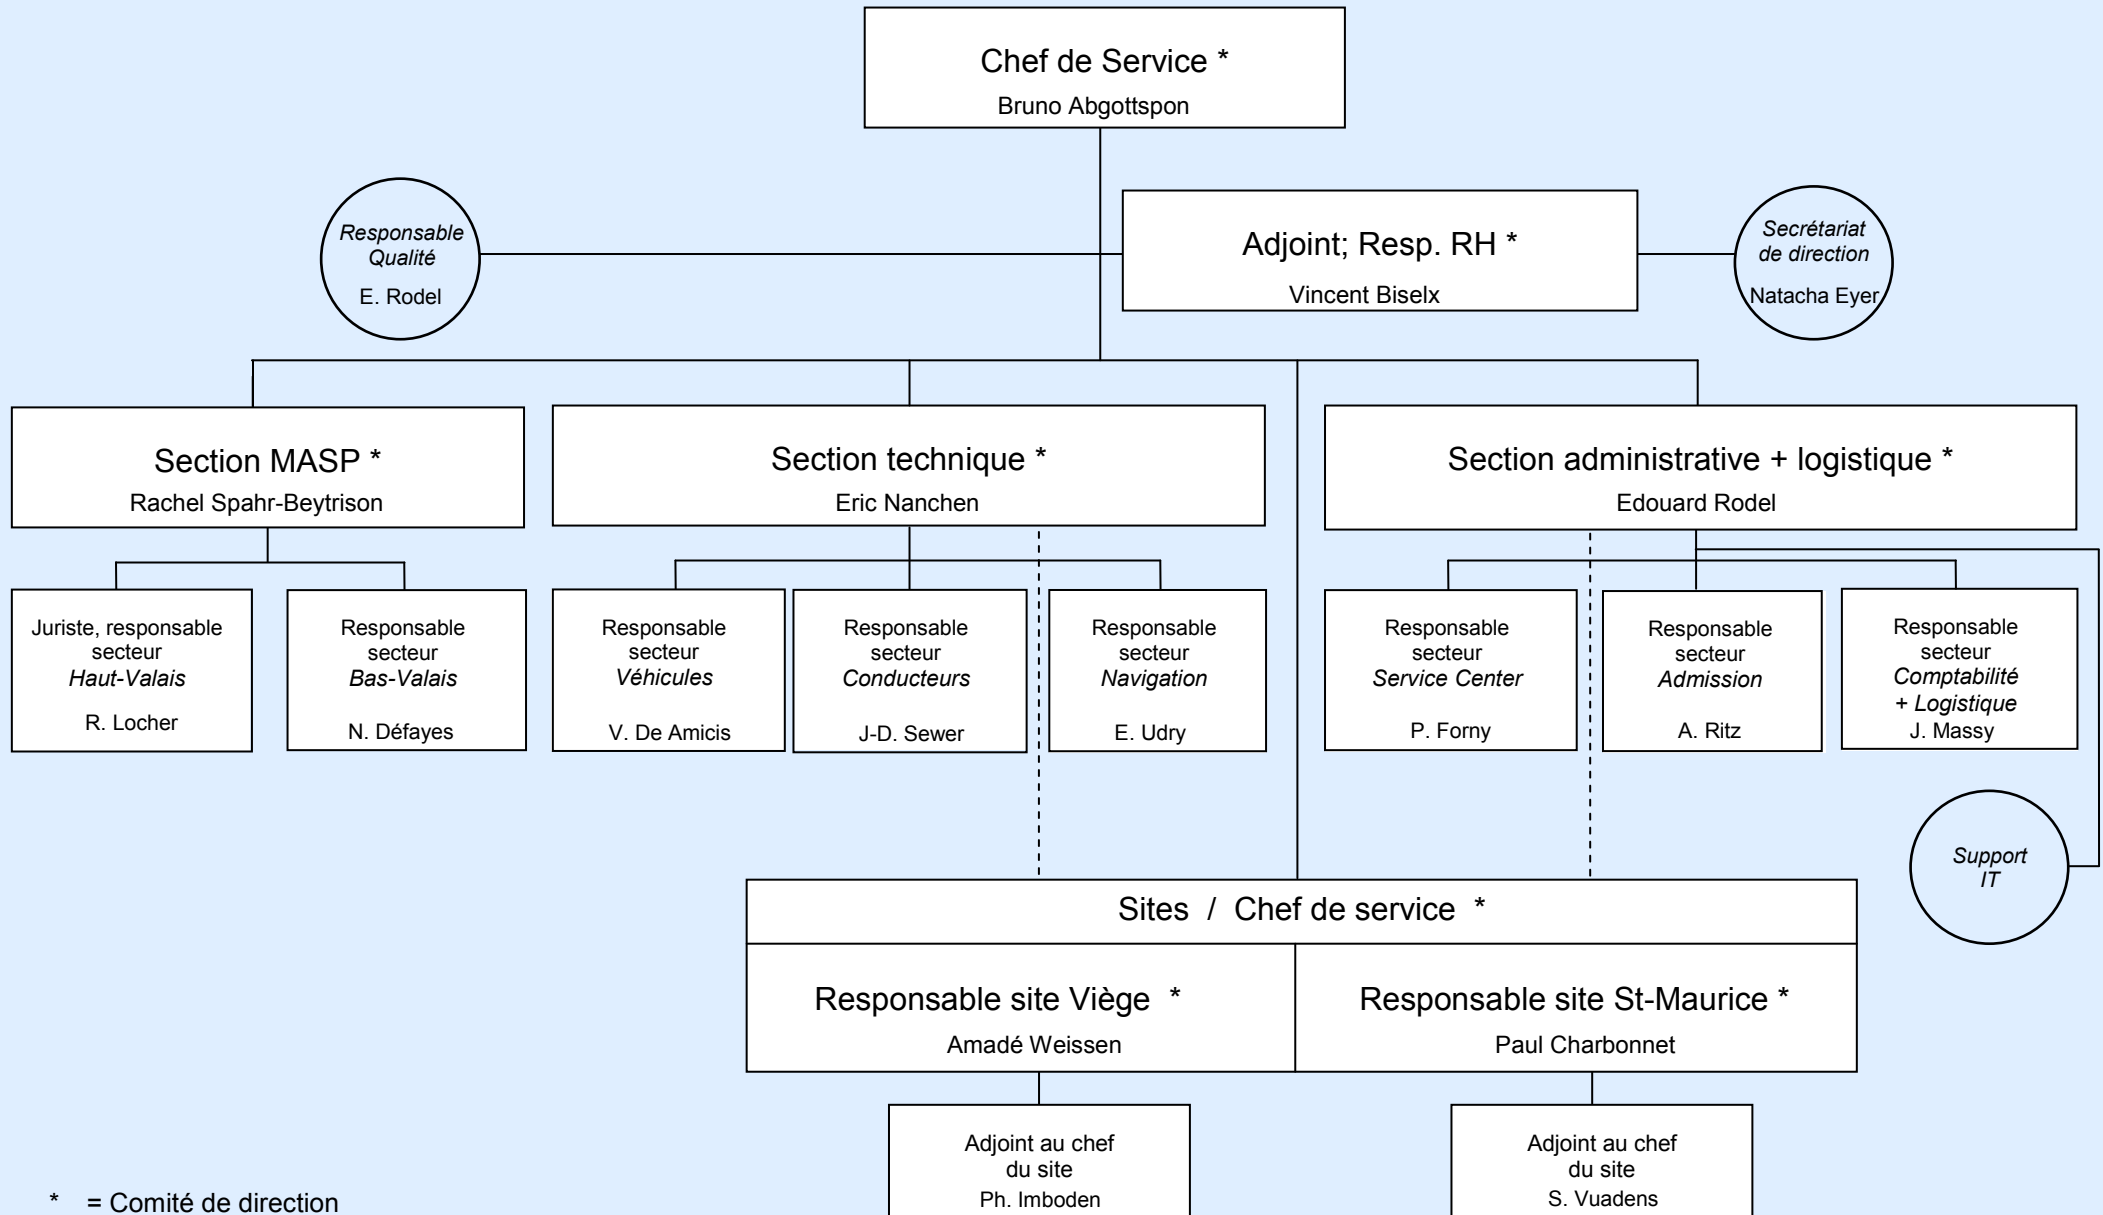 Chef de Service *
Bruno Abgottspon
Responsable
Qualité
E. Rodel
Adjoint; Resp. RH *
Vincent Biselx
Secrétariat
de direction
Natacha Eyer
Section MASP *
Rachel Spahr-Beytrison
Section technique *
Eric Nanchen
Section administrative + logistique *
Edouard Rodel
Juriste, responsable
secteur
Haut-Valais
R. Locher
Responsable
secteur
Bas-Valais
N. Défayes
Responsable
secteur
Véhicules
V. De Amicis
Responsable
secteur
Conducteurs
J-D. Sewer
Responsable
secteur
Navigation
E. Udry
Responsable
secteur
Service Center
P. Forny
Responsable
secteur
Admission
A. Ritz
Responsable
secteur
Comptabilité
+ Logistique
J. Massy
Support
IT
Sites / Chef de service *
Responsable site Viège *
Amadé Weissen
Responsable site St-Maurice *
Paul Charbonnet
Adjoint au chef
du site
Ph. Imboden
Adjoint au chef
du site
S. Vuadens
* = Comité de direction